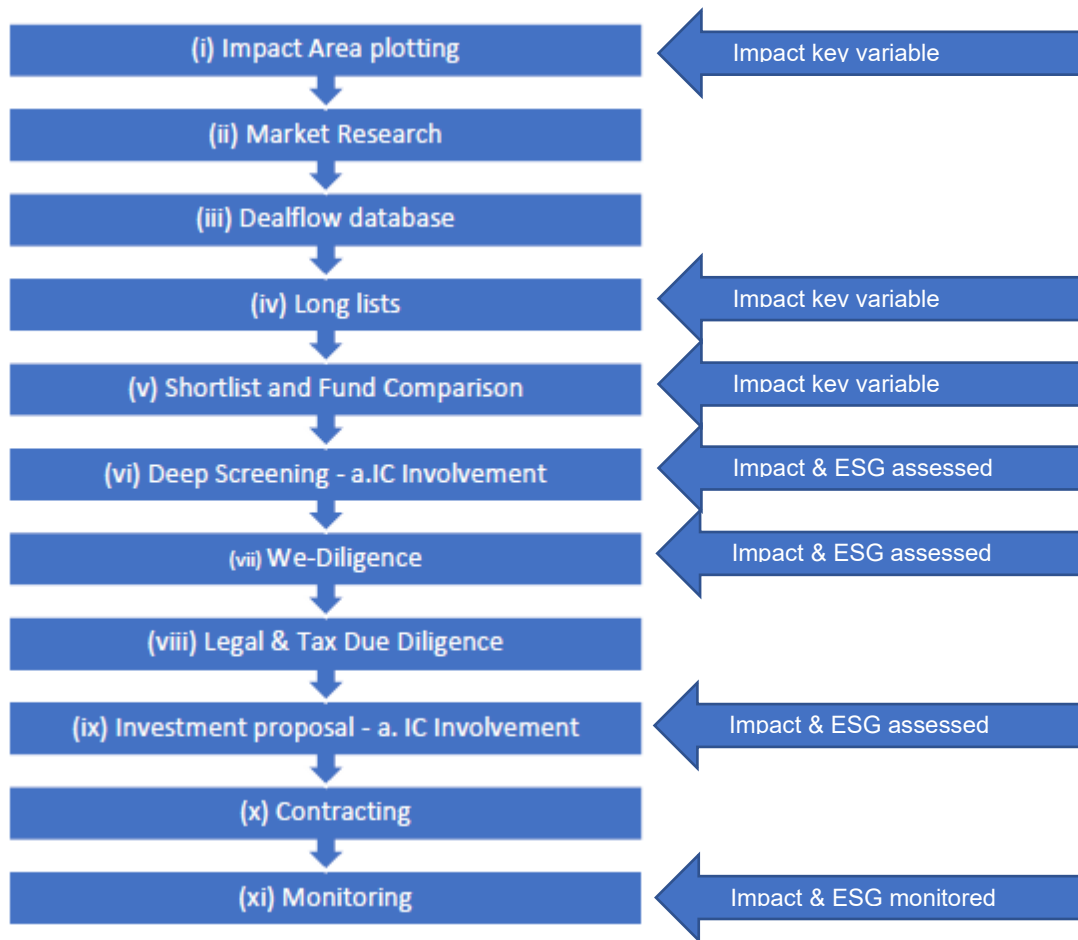 (i) Impact Area plotting
Impact key variable
(ii) Market Research
(iii) Dealflow database
(iv) Long lists
Impact key variable
(v) Shortlist and Fund Comparison
Impact key variable
(vi) Deep Screening - a.IC Involvement
Impact & ESG assessed
(vii) We-Diligence
Impact & ESG assessed
(viii) Legal & Tax Due Diligence
(ix) Investment proposal - a. IC Involvement
Impact & ESG assessed
(x) Contracting
(xi) Monitoring
Impact & ESG monitored